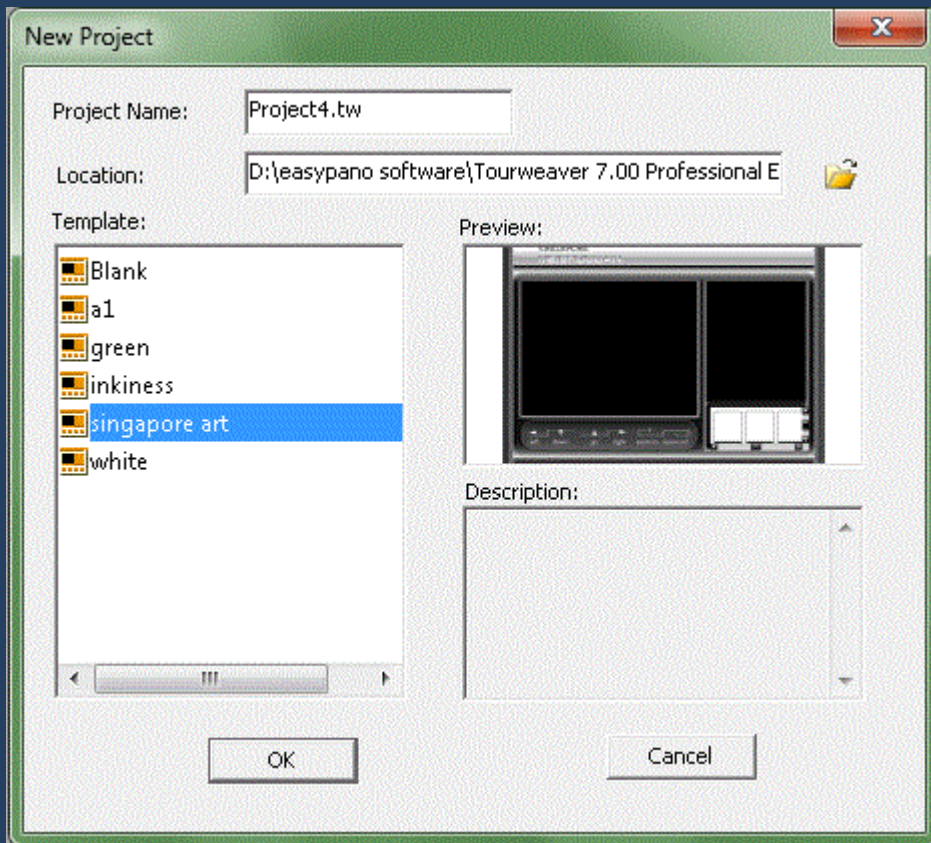 New Project
Project Name:
Project4.tw
Location:
D:\easypano software\Tourweaver 7.00 Professional E
Template:
Preview:
Blank
a1
green
inkiness
singapore art
white
Description:
OK
Cancel